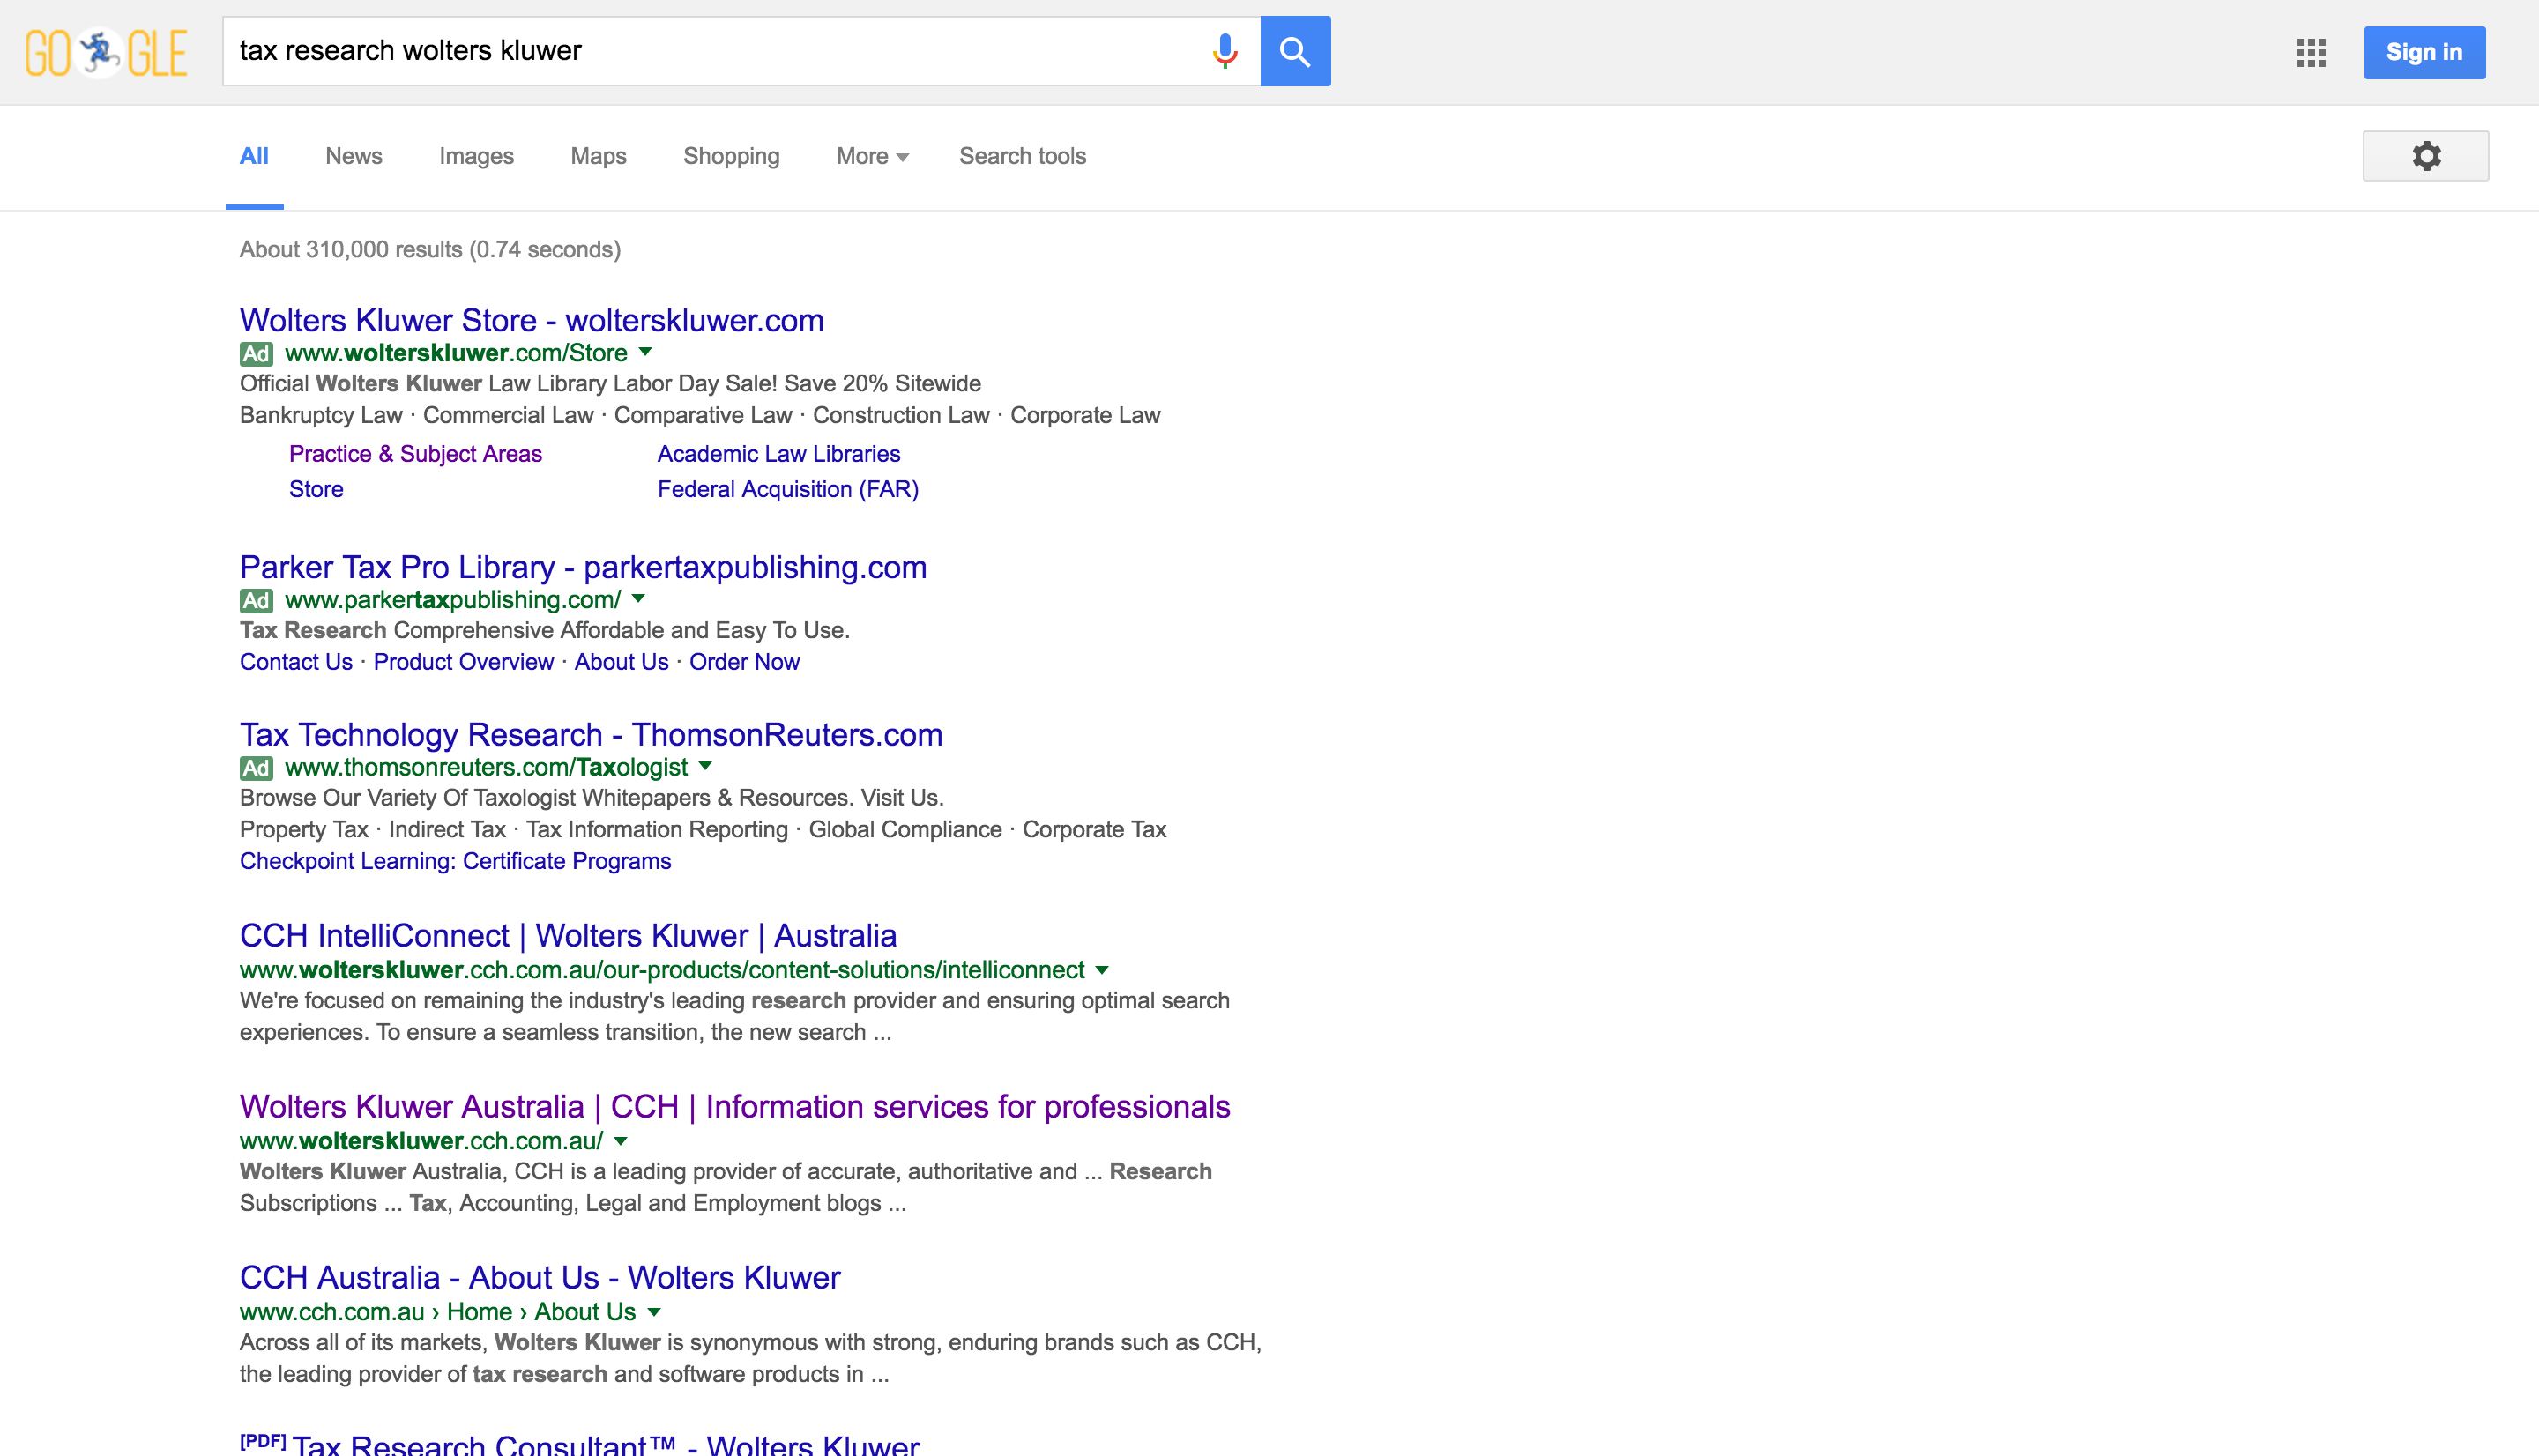 GO GLE
tax research wolters kluwer
Sign in
All News Images Maps Shopping More Search tools
About 310,000 results (0.74 seconds)
Wolters Kluwer Store - wolterskluwer.com
Ad www.wolterskluwer.com/Store
Official Wolters Kluwer Law Library Labor Day Sale! Save 20% Sitewide
Bankruptcy Law · Commercial Law · Comparative Law · Construction Law · Corporate Law
Practice & Subject Areas Academic Law Libraries
Store Federal Acquisition (FAR)
Parker Tax Pro Library - parkertaxpublishing.com
Ad www.parkertaxpublishing.com/
Tax Research Comprehensive Affordable and Easy To Use.
Contact Us · Product Overview · About Us · Order Now
Tax Technology Research - ThomsonReuters.com
Ad www.thomsonreuters.com/Taxologist
Browse Our Variety Of Taxologist Whitepapers & Resources. Visit Us.
Property Tax · Indirect Tax · Tax Information Reporting · Global Compliance · Corporate Tax
Checkpoint Learning: Certificate Programs
CCH IntelliConnect | Wolters Kluwer | Australia
www.wolterskluwer.cch.com.au/our-products/content-solutions/intelliconnect
We're focused on remaining the industry's leading research provider and ensuring optimal search
experiences. To ensure a seamless transition, the new search ...
Wolters Kluwer Australia | CCH | Information services for professionals
www.wolterskluwer.cch.com.au/
Wolters Kluwer Australia, CCH is a leading provider of accurate, authoritative and ... Research
Subscriptions ... Tax, Accounting, Legal and Employment blogs ...
CCH Australia - About Us - Wolters Kluwer
www.cch.com.au › Home › About Us
Across all of its markets, Wolters Kluwer is synonymous with strong, enduring brands such as CCH,
the leading provider of tax research and software products in ...
[PDF] Tax Research Consultant™ - Wolters Kluwer